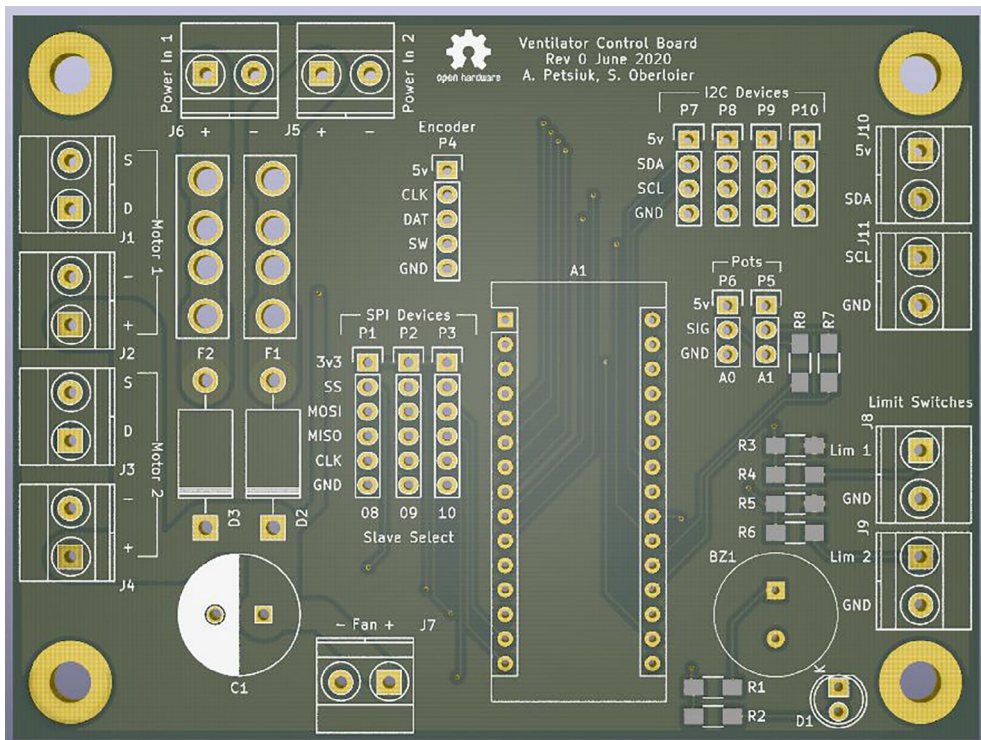 Power In 1
Power In 2
open hardware
Ventilator Control Board
Rev 0 June 2020
A. Petsiuk, S. Oberloier
J6 + -
J5 + -
I2C Devices
P7 P8 P9 P10
5v
SDA
SCL
GND
J10
5v
SDA
J11
SCL
GND
Encoder
P4
5v
CLK
DAT
SW
GND
S
D
J1
Motor 1
-
+
J2
S
D
J3
Motor 2
-
+
J4
F2 F1
D3 D2
C1
SPI Devices
P1 P2 P3
3v3
SS
MOSI
MISO
CLK
GND
08 09 10
Slave Select
A1
Pots
P6 P5
5v
SIG
GND
A0 A1
R8 R7
Limit Switches
J8
Lim 1
GND
J9
Lim 2
GND
R3
R4
R5
R6
BZ1
- Fan + J7
R1
R2
K
D1